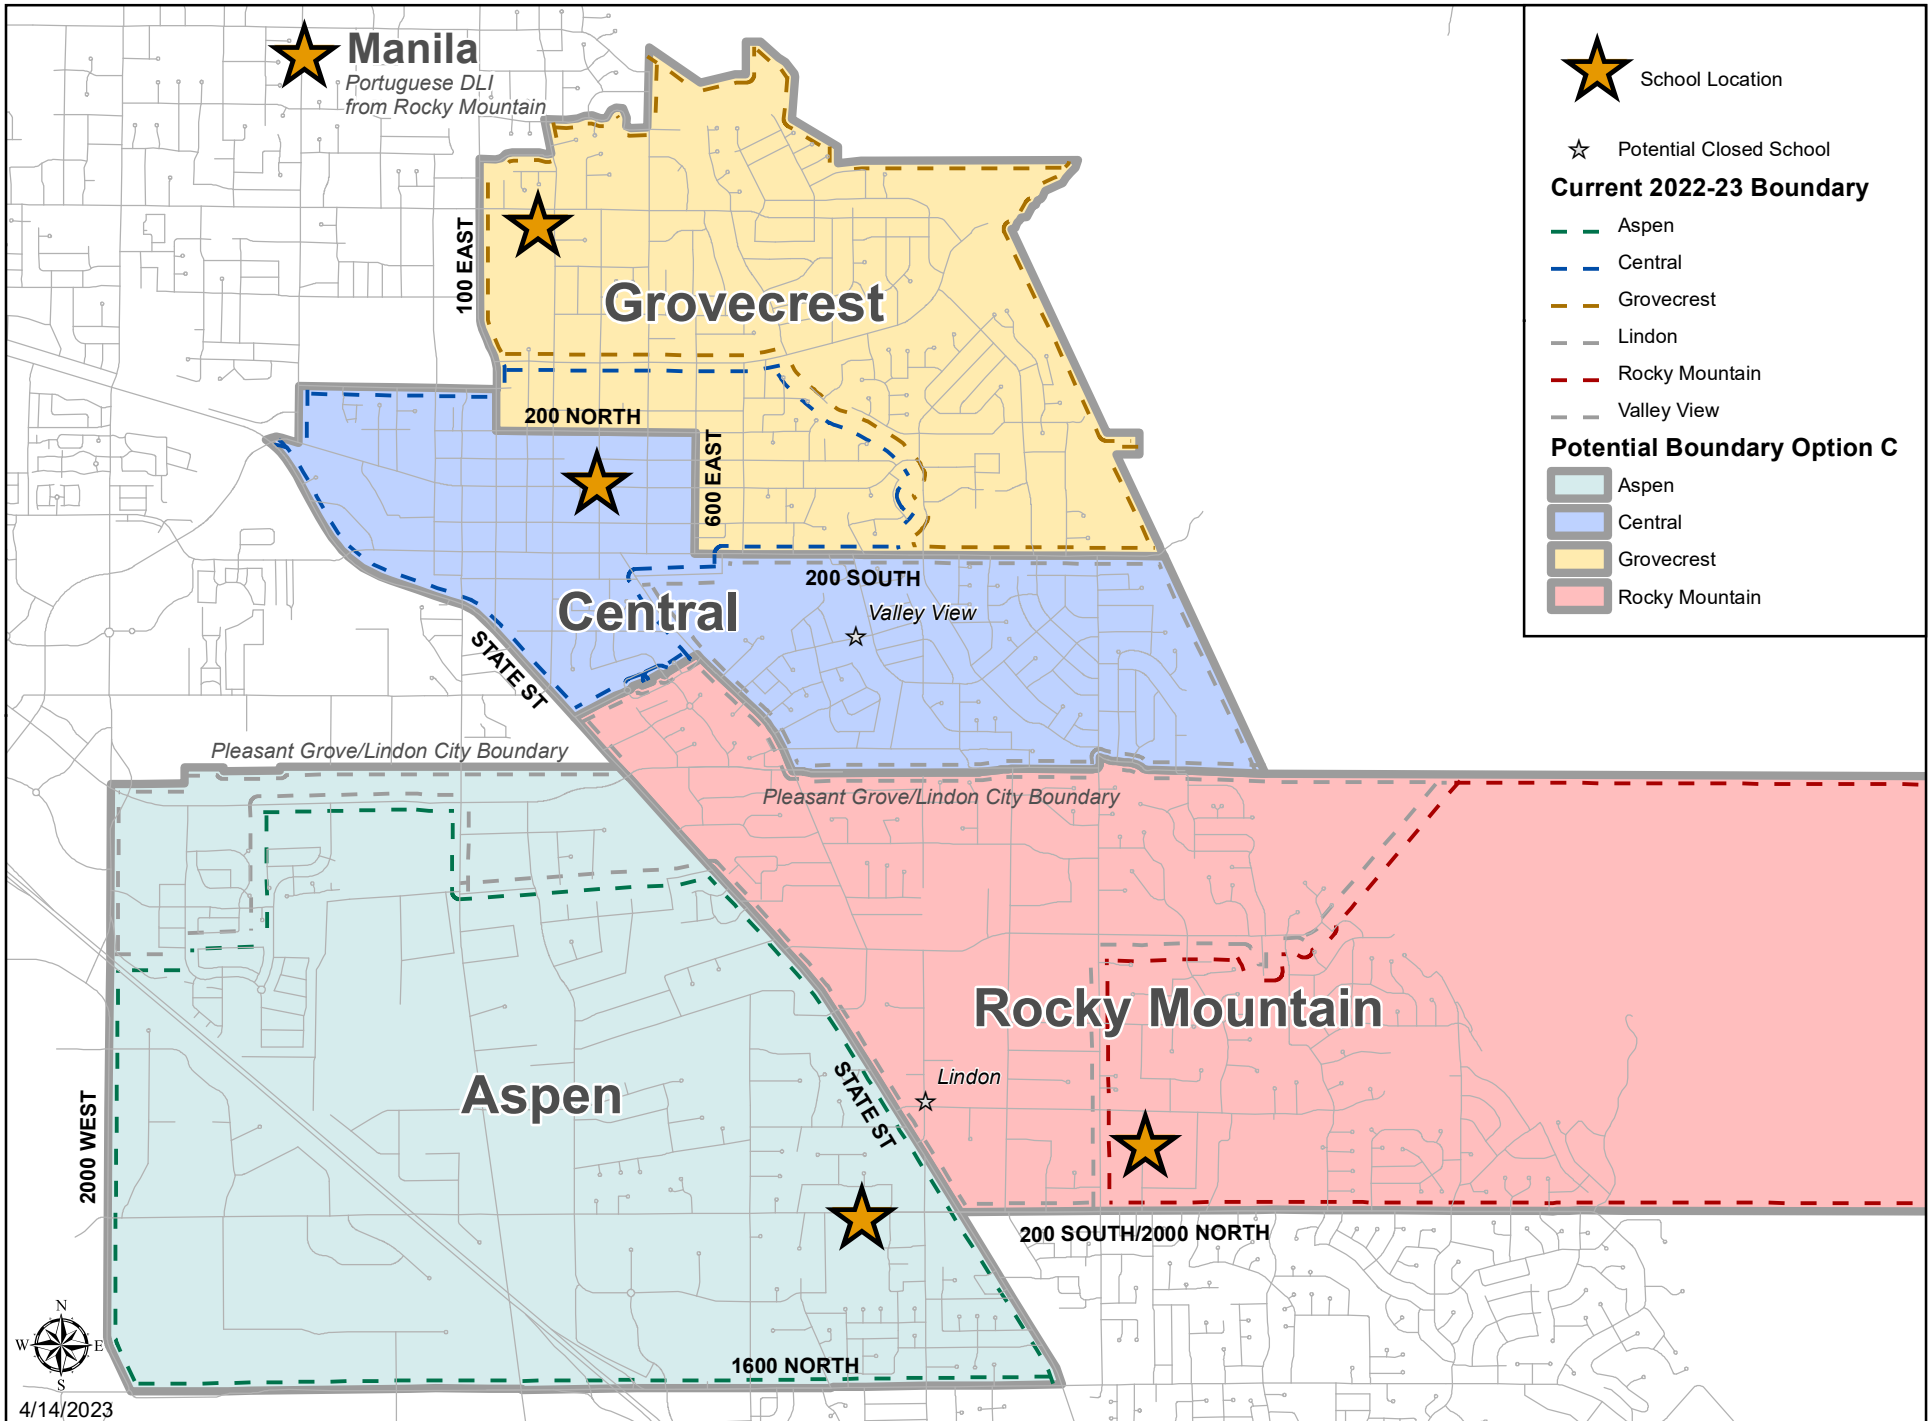 Manila
Portuguese DLI
from Rocky Mountain
100 EAST
Grovecrest
200 NORTH
600 EAST
200 SOUTH
Valley View
Central
STATE ST
Pleasant Grove/Lindon City Boundary
Pleasant Grove/Lindon City Boundary
Rocky Mountain
Lindon
STATE ST
Aspen
2000 WEST
200 SOUTH/2000 NORTH
1600 NORTH
N
W
E
S
4/14/2023
School Location
Potential Closed School
Current 2022-23 Boundary
Aspen
Central
Grovecrest
Lindon
Rocky Mountain
Valley View
Potential Boundary Option C
Aspen
Central
Grovecrest
Rocky Mountain